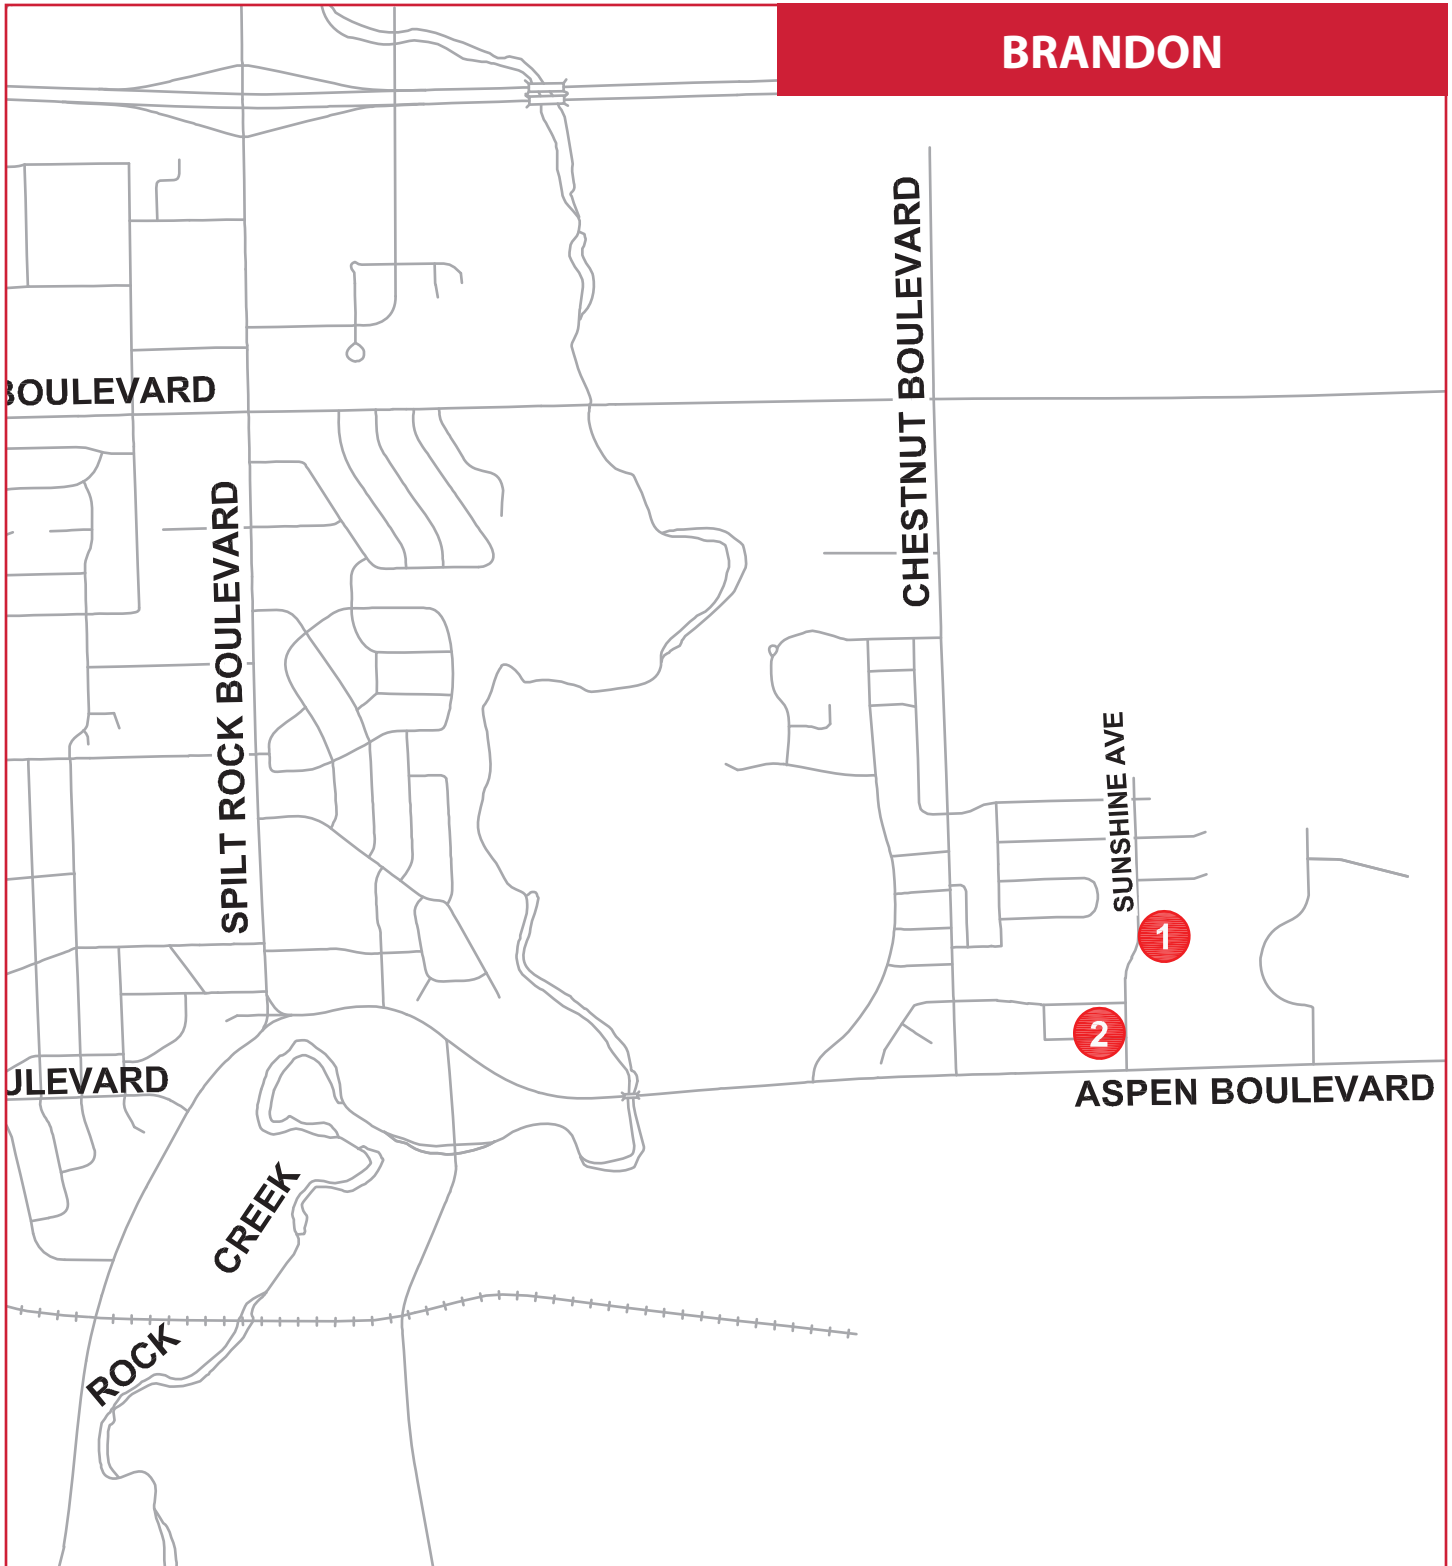 BRANDON
CHESTNUT BOULEVARD
BOULEVARD
SPILT ROCK BOULEVARD
SUNSHINE AVE
1
2
ULEVARD
ASPEN BOULEVARD
CREEK
ROCK